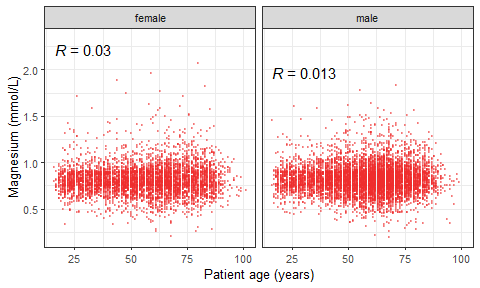 female
male
R = 0.03
R = 0.013
2.0
1.5
1.0
0.5
Magnesium (mmol/L)
25 50 75 100
25 50 75 100
Patient age (years)